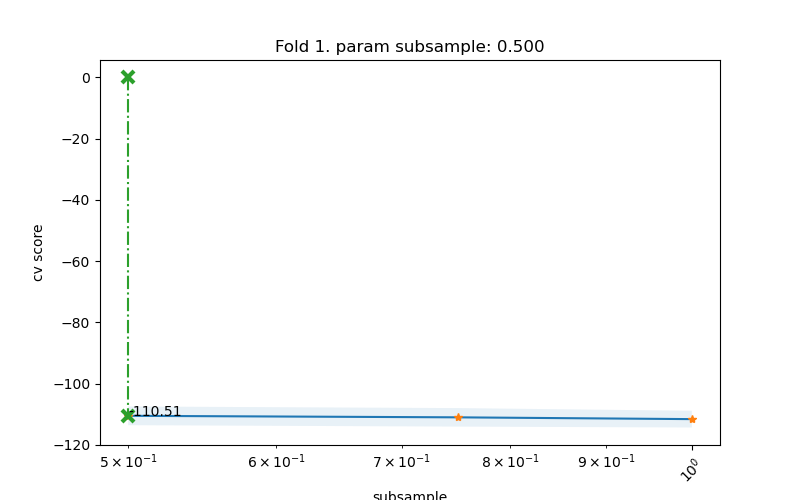 Fold 1. param subsample: 0.500
cv score
0
−20
−40
−60
−80
−100
−120
-110.51
5 × 10⁻¹
6 × 10⁻¹
7 × 10⁻¹
8 × 10⁻¹
9 × 10⁻¹
10⁰
subsample